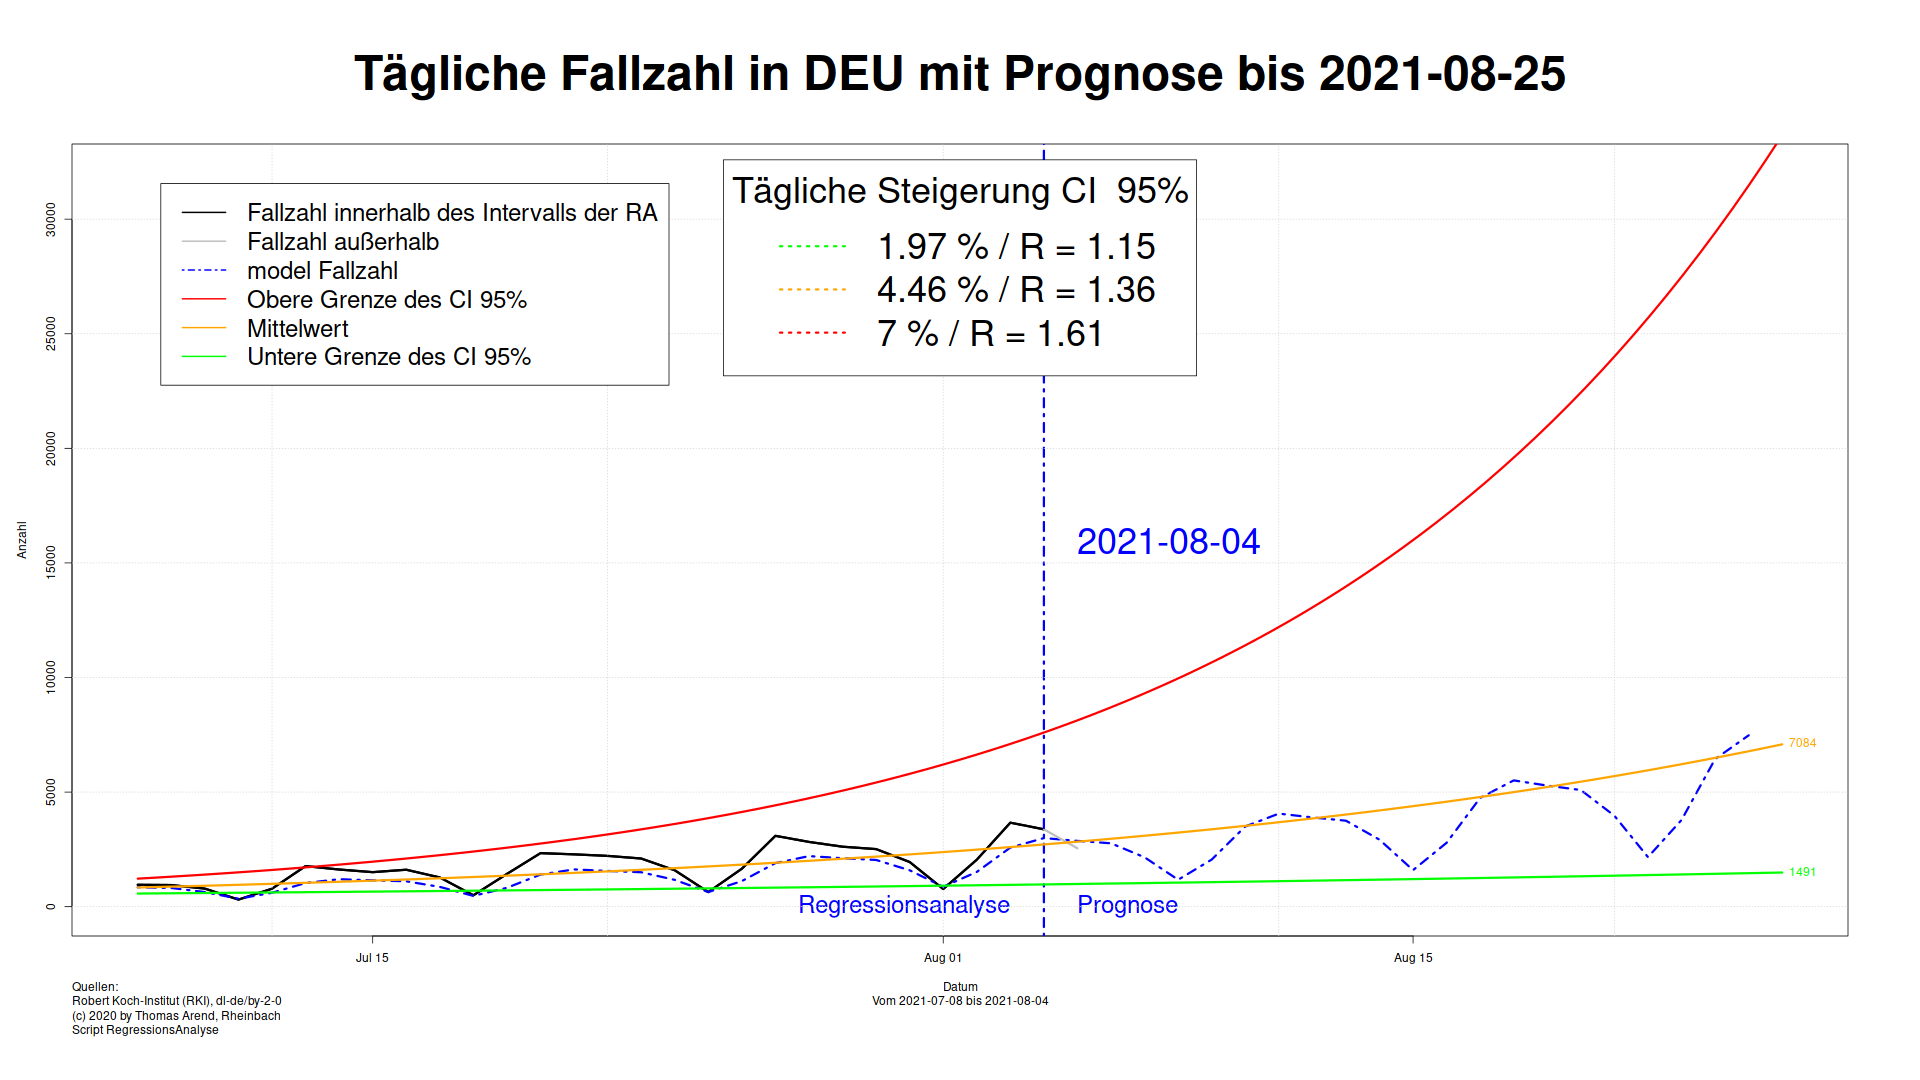 Tägliche Fallzahl in DEU mit Prognose bis 2021-08-25
Fallzahl innerhalb des Intervalls der RA
Fallzahl außerhalb
model Fallzahl
Obere Grenze des CI 95%
Mittelwert
Untere Grenze des CI 95%
Tägliche Steigerung CI  95%
1.97 % / R = 1.15
4.46 % / R = 1.36
7 % / R = 1.61
30000
25000
20000
15000
10000
5000
0
Anzahl
2021-08-04
7084
1491
Regressionsanalyse
Prognose
Jul 15
Aug 01
Aug 15
Datum
Vom 2021-07-08 bis 2021-08-04
Quellen:
Robert Koch-Institut (RKI), dl-de/by-2-0
(c) 2020 by Thomas Arend, Rheinbach
Script RegressionsAnalyse